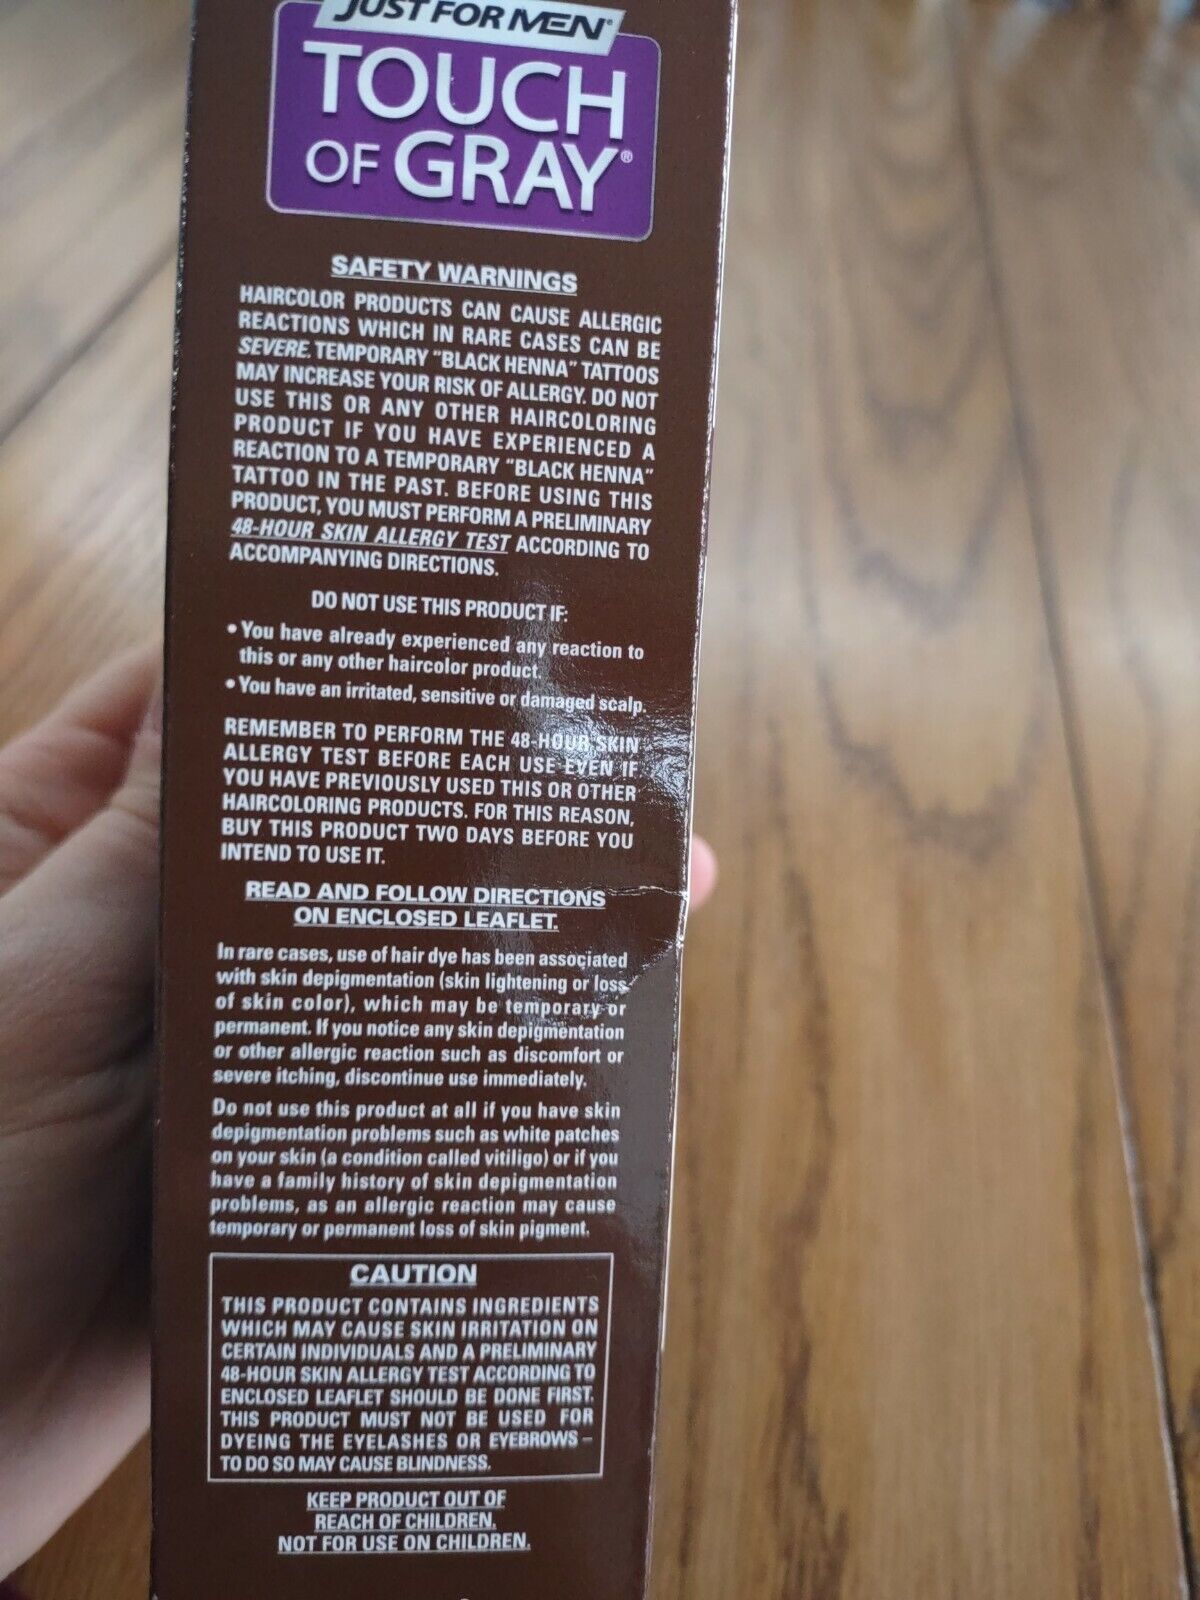 JUST FOR MEN®
TOUCH
OF GRAY®
SAFETY WARNINGS
HAIRCOLOR PRODUCTS CAN CAUSE ALLERGIC
REACTIONS WHICH IN RARE CASES CAN BE
SEVERE. TEMPORARY "BLACK HENNA" TATTOOS
MAY INCREASE YOUR RISK OF ALLERGY. DO NOT
USE THIS OR ANY OTHER HAIRCOLORING
PRODUCT IF YOU HAVE EXPERIENCED A
REACTION TO A TEMPORARY "BLACK HENNA"
TATTOO IN THE PAST. BEFORE USING THIS
PRODUCT, YOU MUST PERFORM A PRELIMINARY
48-HOUR SKIN ALLERGY TEST ACCORDING TO
ACCOMPANYING DIRECTIONS.
DO NOT USE THIS PRODUCT IF:
• You have already experienced any reaction to
this or any other haircolor product.
• You have an irritated, sensitive or damaged scalp.
REMEMBER TO PERFORM THE 48-HOUR SKIN
ALLERGY TEST BEFORE EACH USE EVEN IF
YOU HAVE PREVIOUSLY USED THIS OR OTHER
HAIRCOLORING PRODUCTS. FOR THIS REASON,
BUY THIS PRODUCT TWO DAYS BEFORE YOU
INTEND TO USE IT.
READ AND FOLLOW DIRECTIONS
ON ENCLOSED LEAFLET.
In rare cases, use of hair dye has been associated
with skin depigmentation (skin lightening or loss
of skin color), which may be temporary or
permanent. If you notice any skin depigmentation
or other allergic reaction such as discomfort or
severe itching, discontinue use immediately.
Do not use this product at all if you have skin
depigmentation problems such as white patches
on your skin (a condition called vitiligo) or if you
have a family history of skin depigmentation
problems, as an allergic reaction may cause
temporary or permanent loss of skin pigment.
CAUTION
THIS PRODUCT CONTAINS INGREDIENTS
WHICH MAY CAUSE SKIN IRRITATION ON
CERTAIN INDIVIDUALS AND A PRELIMINARY
48-HOUR SKIN ALLERGY TEST ACCORDING TO
ENCLOSED LEAFLET SHOULD BE DONE FIRST.
THIS PRODUCT MUST NOT BE USED FOR
DYEING THE EYELASHES OR EYEBROWS –
TO DO SO MAY CAUSE BLINDNESS.
KEEP PRODUCT OUT OF
REACH OF CHILDREN.
NOT FOR USE ON CHILDREN.